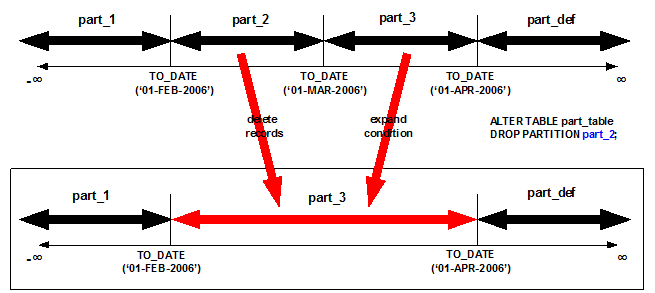 part_1 part_2 part_3 part_def
-∞ TO_DATE TO_DATE TO_DATE ∞
(‘01-FEB-2006’) (‘01-MAR-2006’) (‘01-APR-2006’)
delete expand ALTER TABLE part_table
records condition DROP PARTITION part_2;
part_1 part_3 part_def
-∞ TO_DATE TO_DATE ∞
(‘01-FEB-2006’) (‘01-APR-2006’)